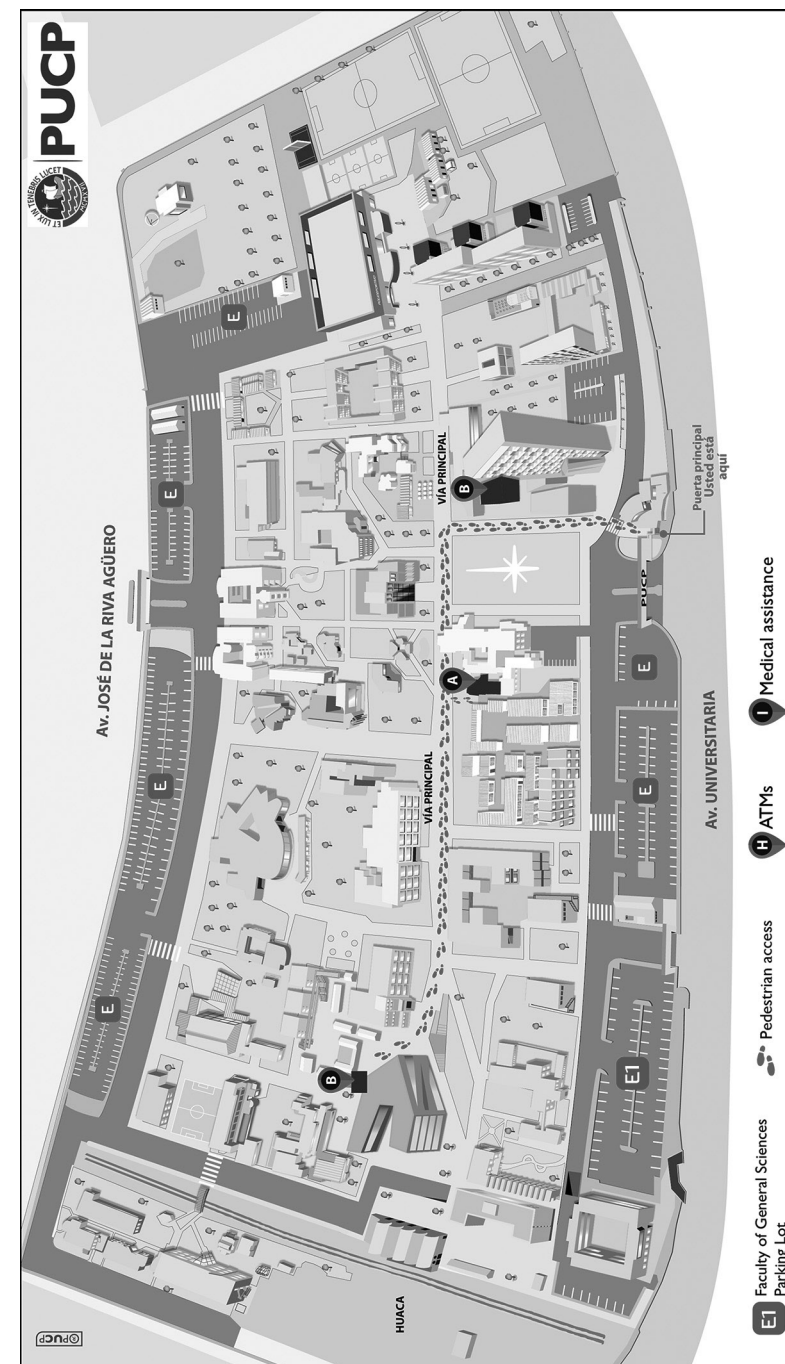 PUCP
ET LUX IN TENEBRIS LUCET
MCMXVII
Av. JOSÉ DE LA RIVA AGÜERO
E
E
E
E
VÍA PRINCIPAL
B
VÍA PRINCIPAL
A
B
Puerta principal
Usted está
aquí
PUCP
E
E
E1
Av. UNIVERSITARIA
HUACA
©PUCP
E1 Faculty of General Sciences
Parking Lot
Pedestrian access
H ATMs
I Medical assistance